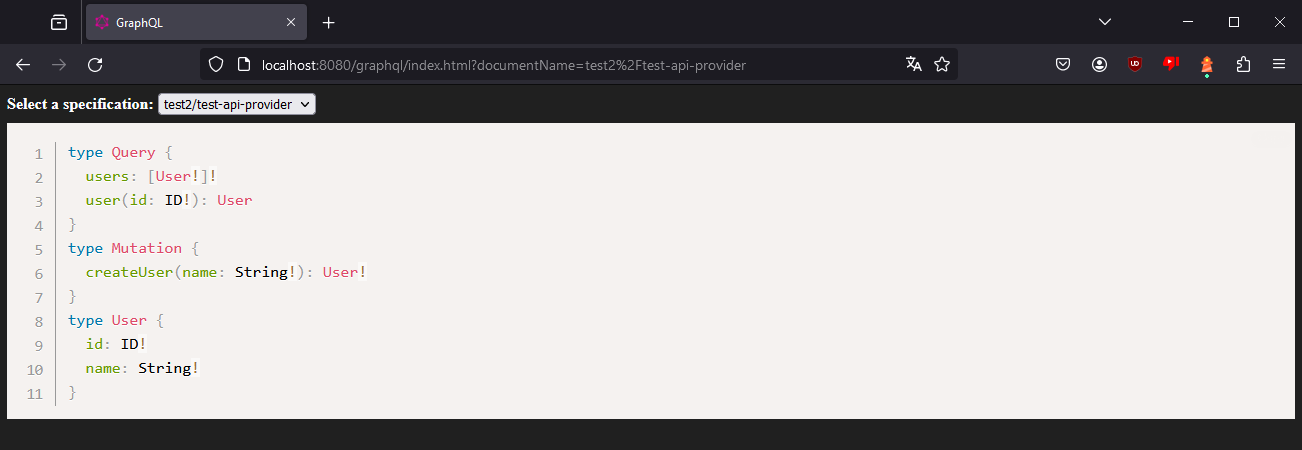 GraphQL
localhost:8080/graphql/index.html?documentName=test2%2Ftest-api-provider
Select a specification: test2/test-api-provider
1 type Query {
2   users: [User!]!
3   user(id: ID!): User
4 }
5 type Mutation {
6   createUser(name: String!): User!
7 }
8 type User {
9   id: ID!
10   name: String!
11 }